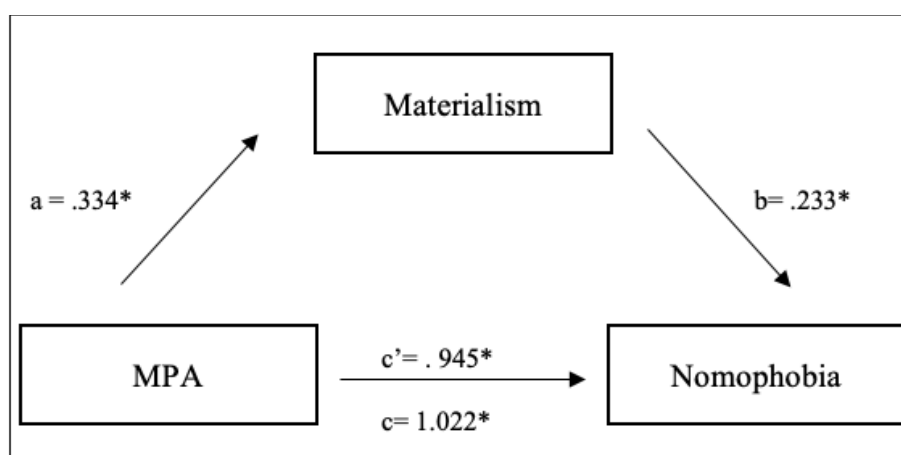 Materialism
a = .334*
b= .233*
MPA
c’= . 945*
c= 1.022*
Nomophobia